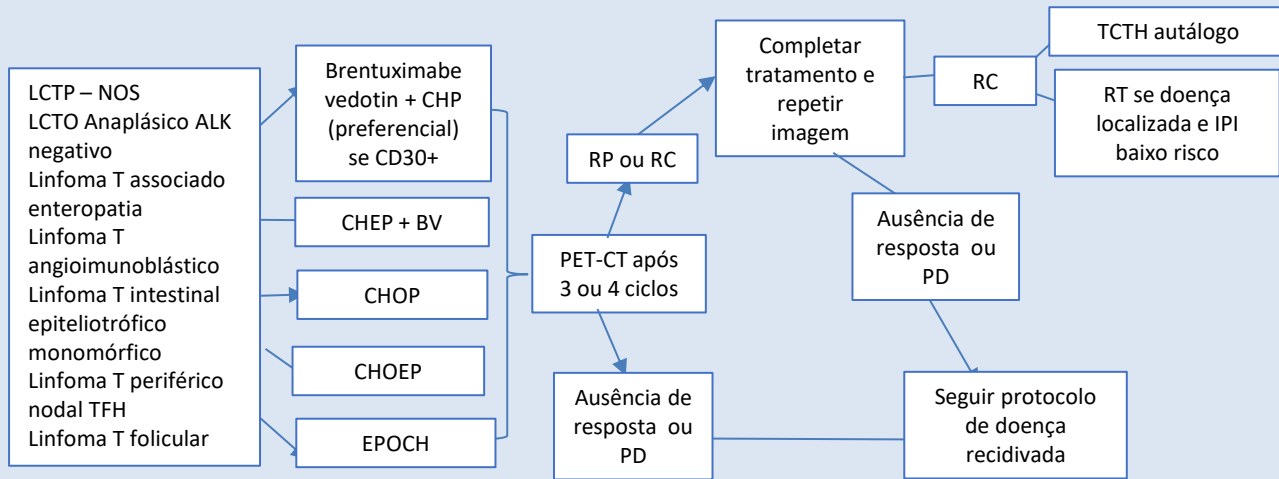 LCTP – NOS
LCTO Anaplásico ALK
negativo
Linfoma T associado
enteropatia
Linfoma T
angioimunoblástico
Linfoma T intestinal
epiteliotrófico
monomórfico
Linfoma T periférico
nodal TFH
Linfoma T folicular
Brentuximabe
vedotin + CHP
(preferencial)
se CD30+
CHEP + BV
CHOP
CHOEP
EPOCH
PET-CT após
3 ou 4 ciclos
RP ou RC
Ausência de
resposta ou
PD
Completar
tratamento e
repetir
imagem
RC
TCTH autálogo
RT se doença
localizada e IPI
baixo risco
Ausência de
resposta ou
PD
Seguir protocolo
de doença
recidivada